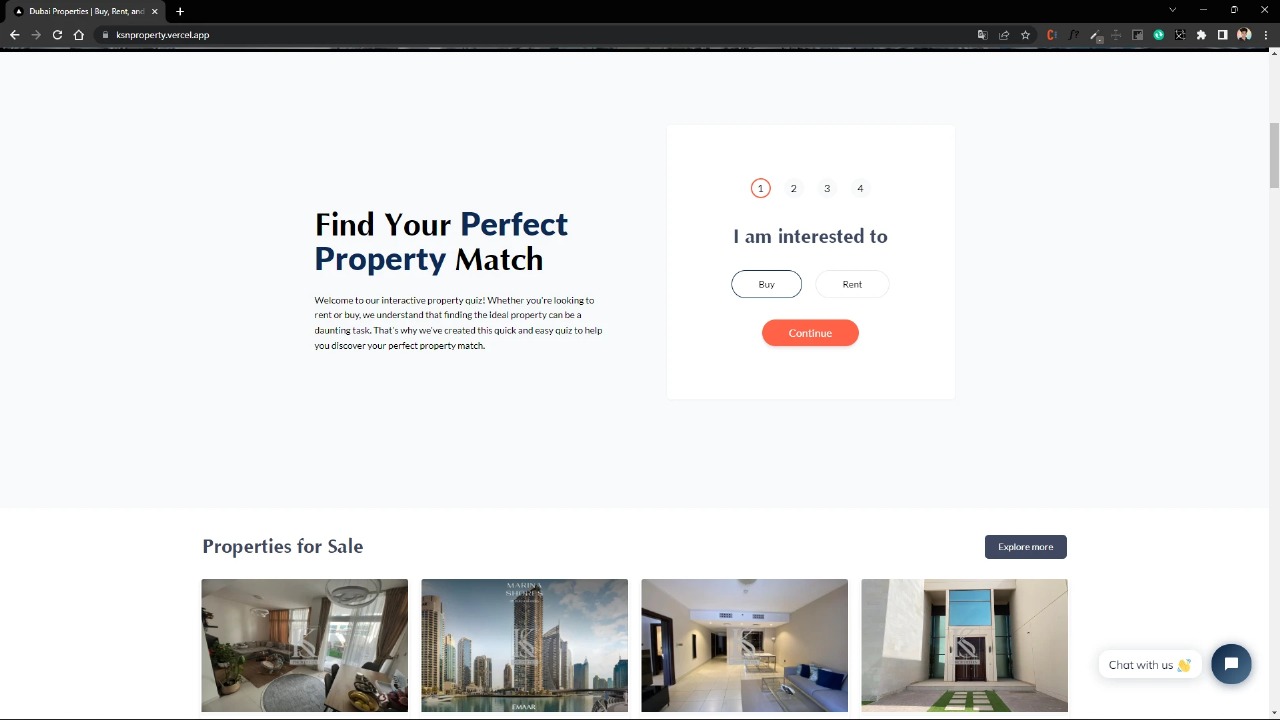 Dubai Properties | Buy, Rent, and
ksnproperty.vercel.app
1 2 3 4
I am interested to
Buy Rent
Continue
Find Your Perfect
Property Match
Welcome to our interactive property quiz! Whether you're looking to
rent or buy, we understand that finding the ideal property can be a
daunting task. That's why we've created this quick and easy quiz to help
you discover your perfect property match.
Properties for Sale
Explore more
MARINA
SHORES
EMAAR
Chat with us 👋